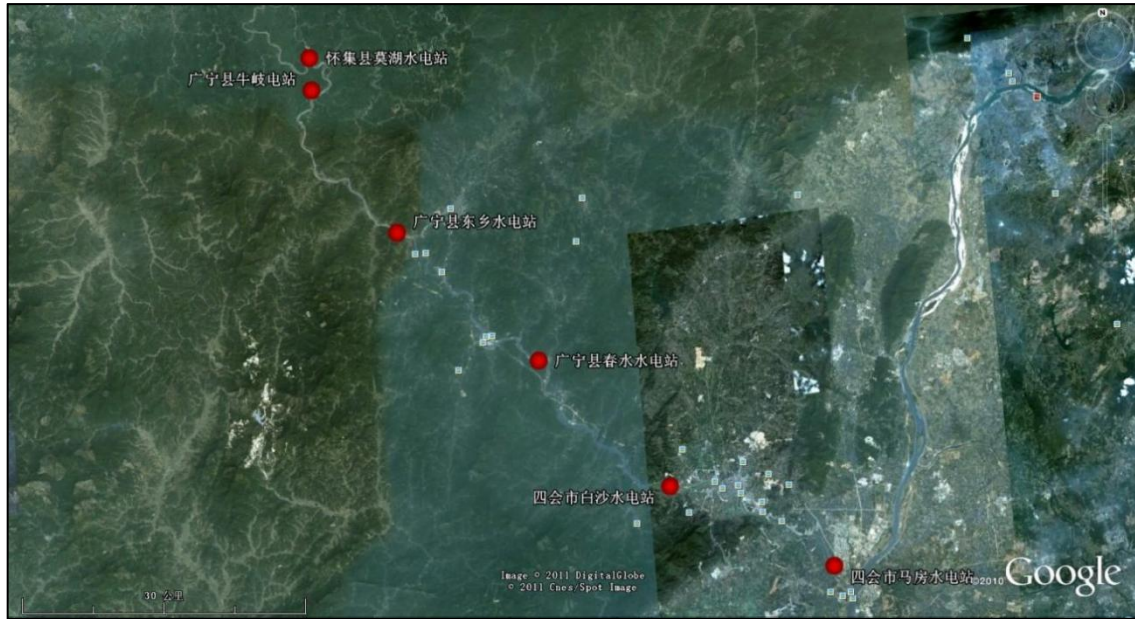 N
怀集县莫湖水电站
广宁县牛岐电站
广宁县东乡水电站
广宁县春水水电站
四会市白沙水电站
四会市马房水电站
Image © 2011 DigitalGlobe
© 2011 Cnes/Spot Image
©2010 Google
30 公里